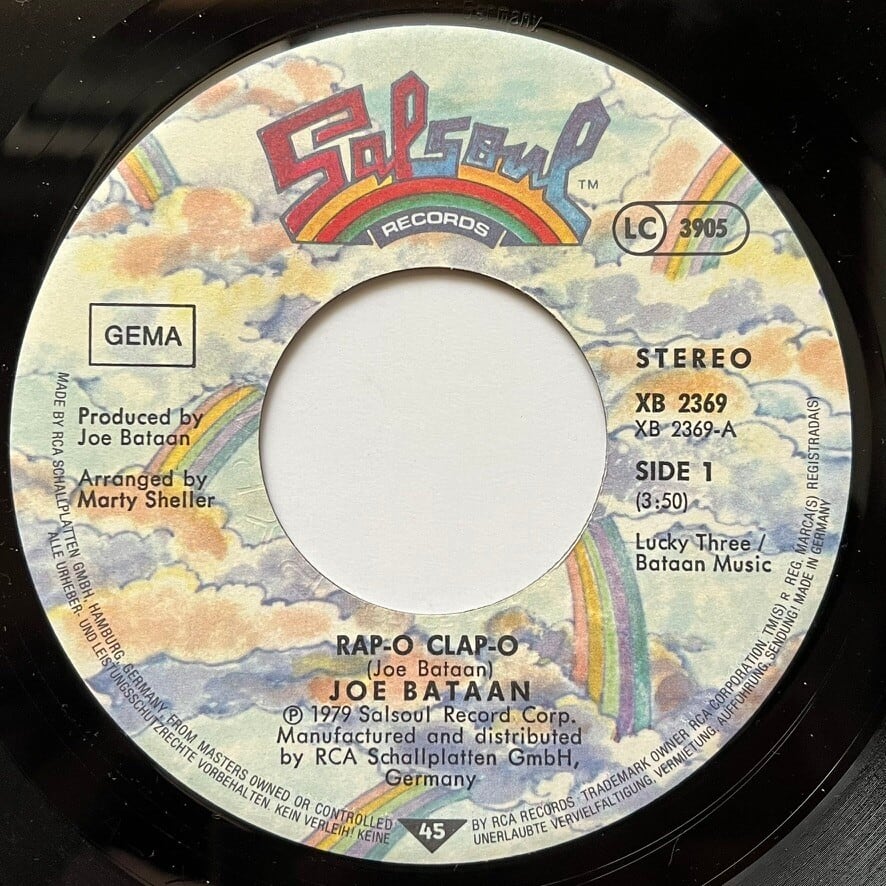 Germany
Salsoul TM
RECORDS
LC 3905
GEMA
STEREO
XB 2369
XB 2369-A
SIDE 1
(3:50)
Lucky Three /
Bataan Music
Produced by
Joe Bataan
Arranged by
Marty Sheller
RAP-O CLAP-O
(Joe Bataan)
JOE BATAAN
℗ 1979 Salsoul Record Corp.
Manufactured and distributed
by RCA Schallplatten GmbH,
Germany
45
MADE BY RCA SCHALLPLATTEN GMBH, HAMBURG, GERMANY FROM MASTERS OWNED OR CONTROLLED BY RCA RECORDS. TRADEMARK OWNER RCA CORPORATION, TM(S) R REG. MARCA(S) REGISTRADA(S)
ALLE URHEBER- UND LEISTUNGSSCHUTZRECHTE VORBEHALTEN. KEIN VERLEIH! KEINE UNERLAUBTE VERVIELFALTIGUNG, VERMIETUNG, AUFFÜHRUNG, SENDUNG! MADE IN GERMANY